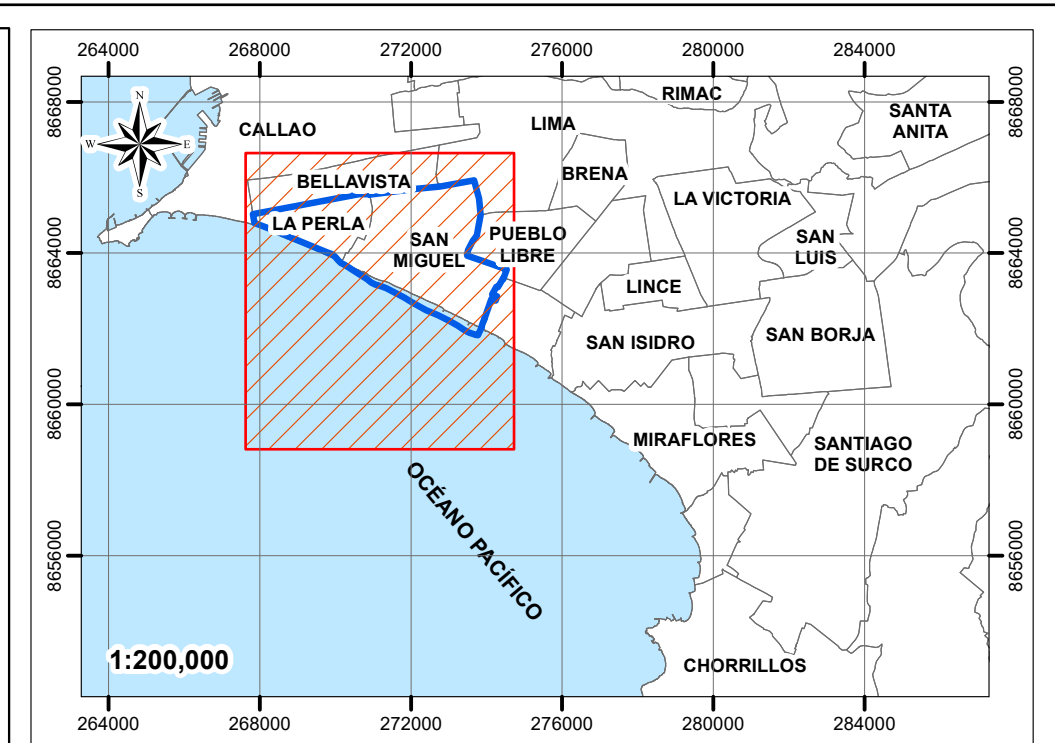 264000 268000 272000 276000 280000 284000
8668000
8664000
8660000
8656000
N
W E
S
CALLAO
RIMAC
LIMA
SANTA
ANITA
BRENA
BELLAVISTA
LA VICTORIA
LA PERLA
SAN
MIGUEL
PUEBLO
LIBRE
SAN
LUIS
LINCE
SAN ISIDRO
SAN BORJA
MIRAFLORES
SANTIAGO
DE SURCO
OCÉANO PACÍFICO
CHORRILLOS
1:200,000
8668000
8664000
8660000
8656000
264000 268000 272000 276000 280000 284000